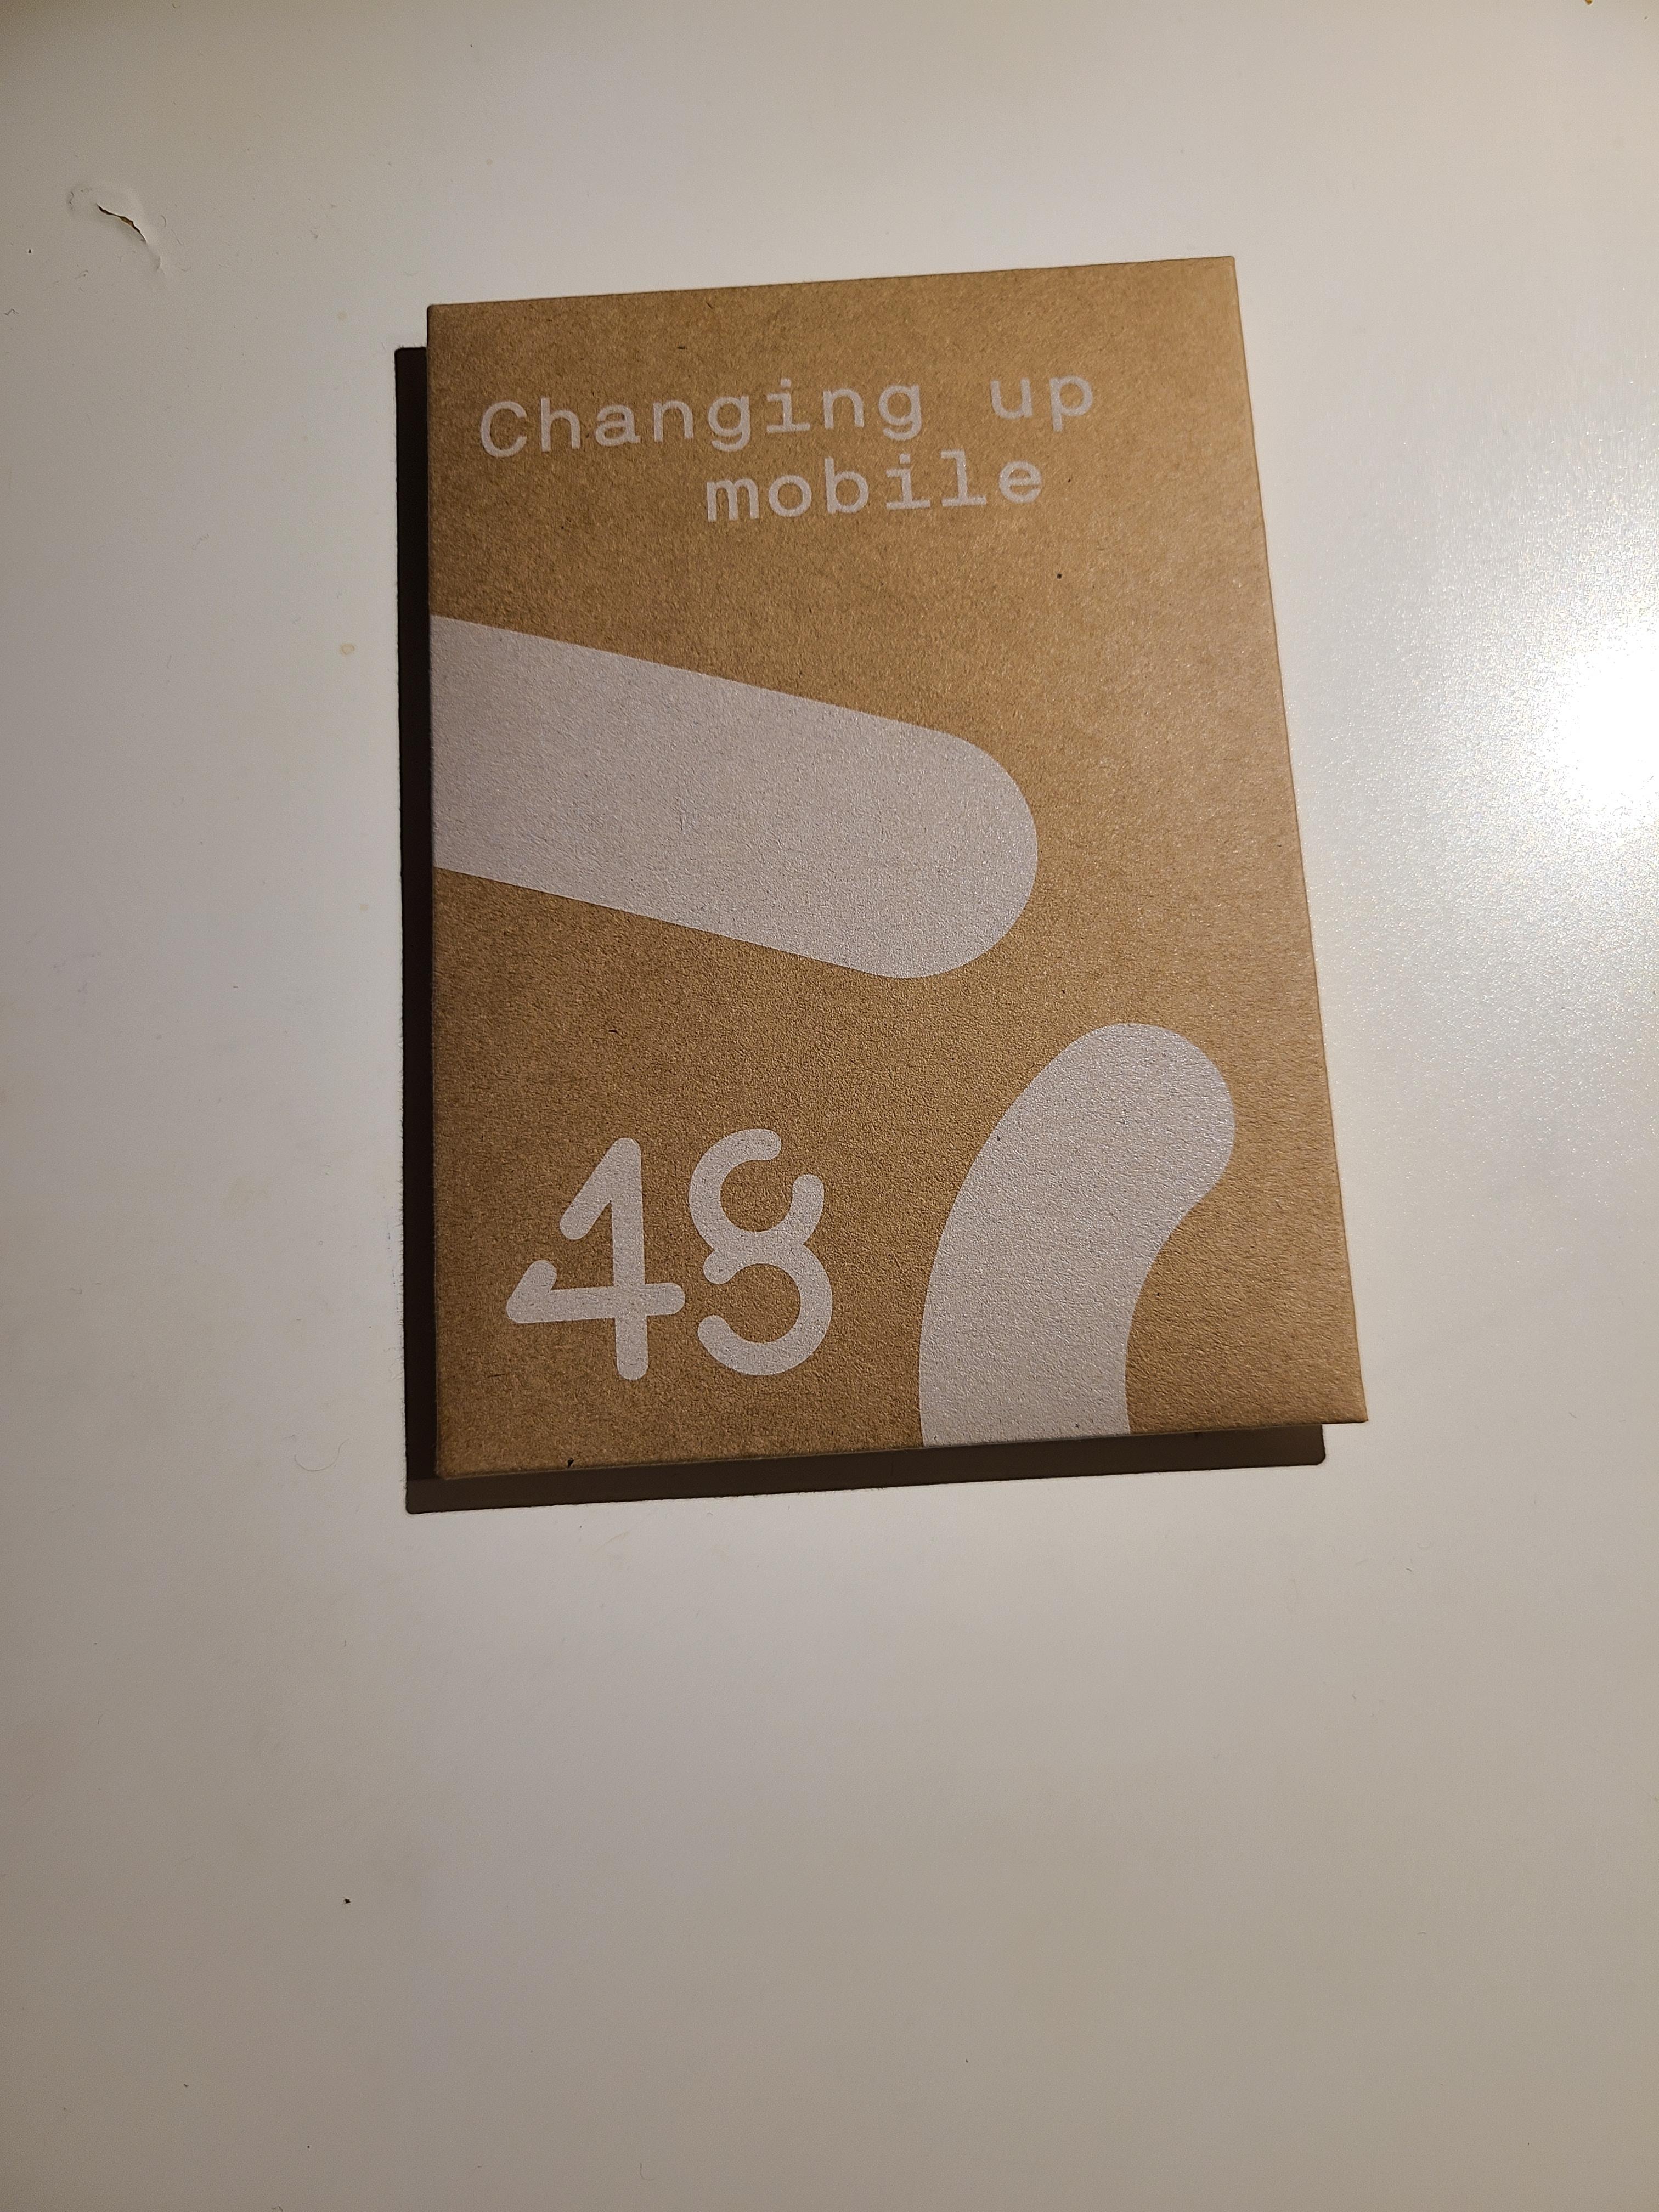 Changing up
mobile
48